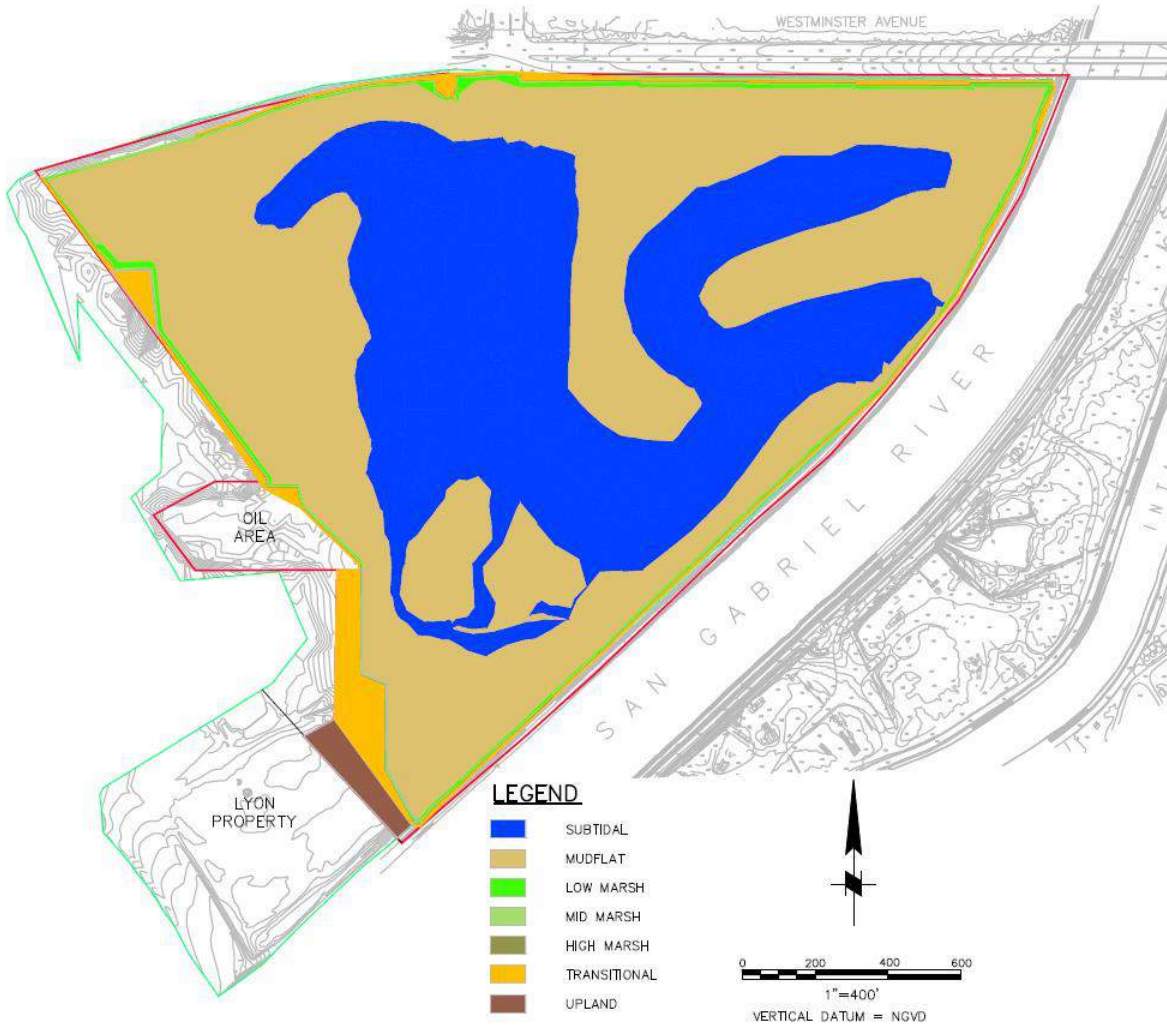 WESTMINSTER AVENUE
OIL
AREA
SAN GABRIEL RIVER
INT
LYON
PROPERTY
LEGEND
SUBTIDAL
MUDFLAT
LOW MARSH
MID MARSH
HIGH MARSH
TRANSITIONAL
UPLAND
0 200 400 600
1"=400'
VERTICAL DATUM = NGVD